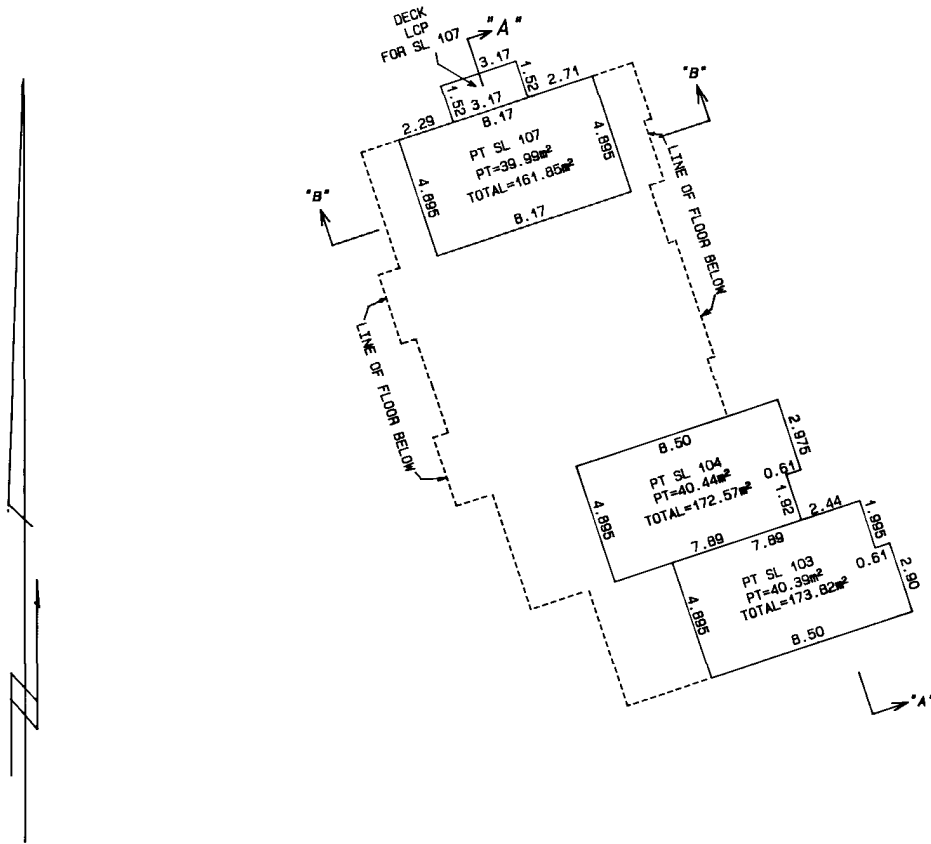 DECK
LCP
FOR SL 107
"A"
3.17
1.52
1.52
3.17
2.71
2.29
8.17
"B"
PT SL 107
PT=39.99m²
TOTAL=161.85m²
4.895
4.895
8.17
"B"
LINE OF FLOOR BELOW
LINE OF FLOOR BELOW
8.50
2.975
PT SL 104
PT=40.44m²
TOTAL=172.57m²
0.61
4.895
1.92
7.89
2.44
7.89
1.995
PT SL 103
PT=40.39m²
TOTAL=173.82m²
0.61
2.90
4.895
8.50
"A"